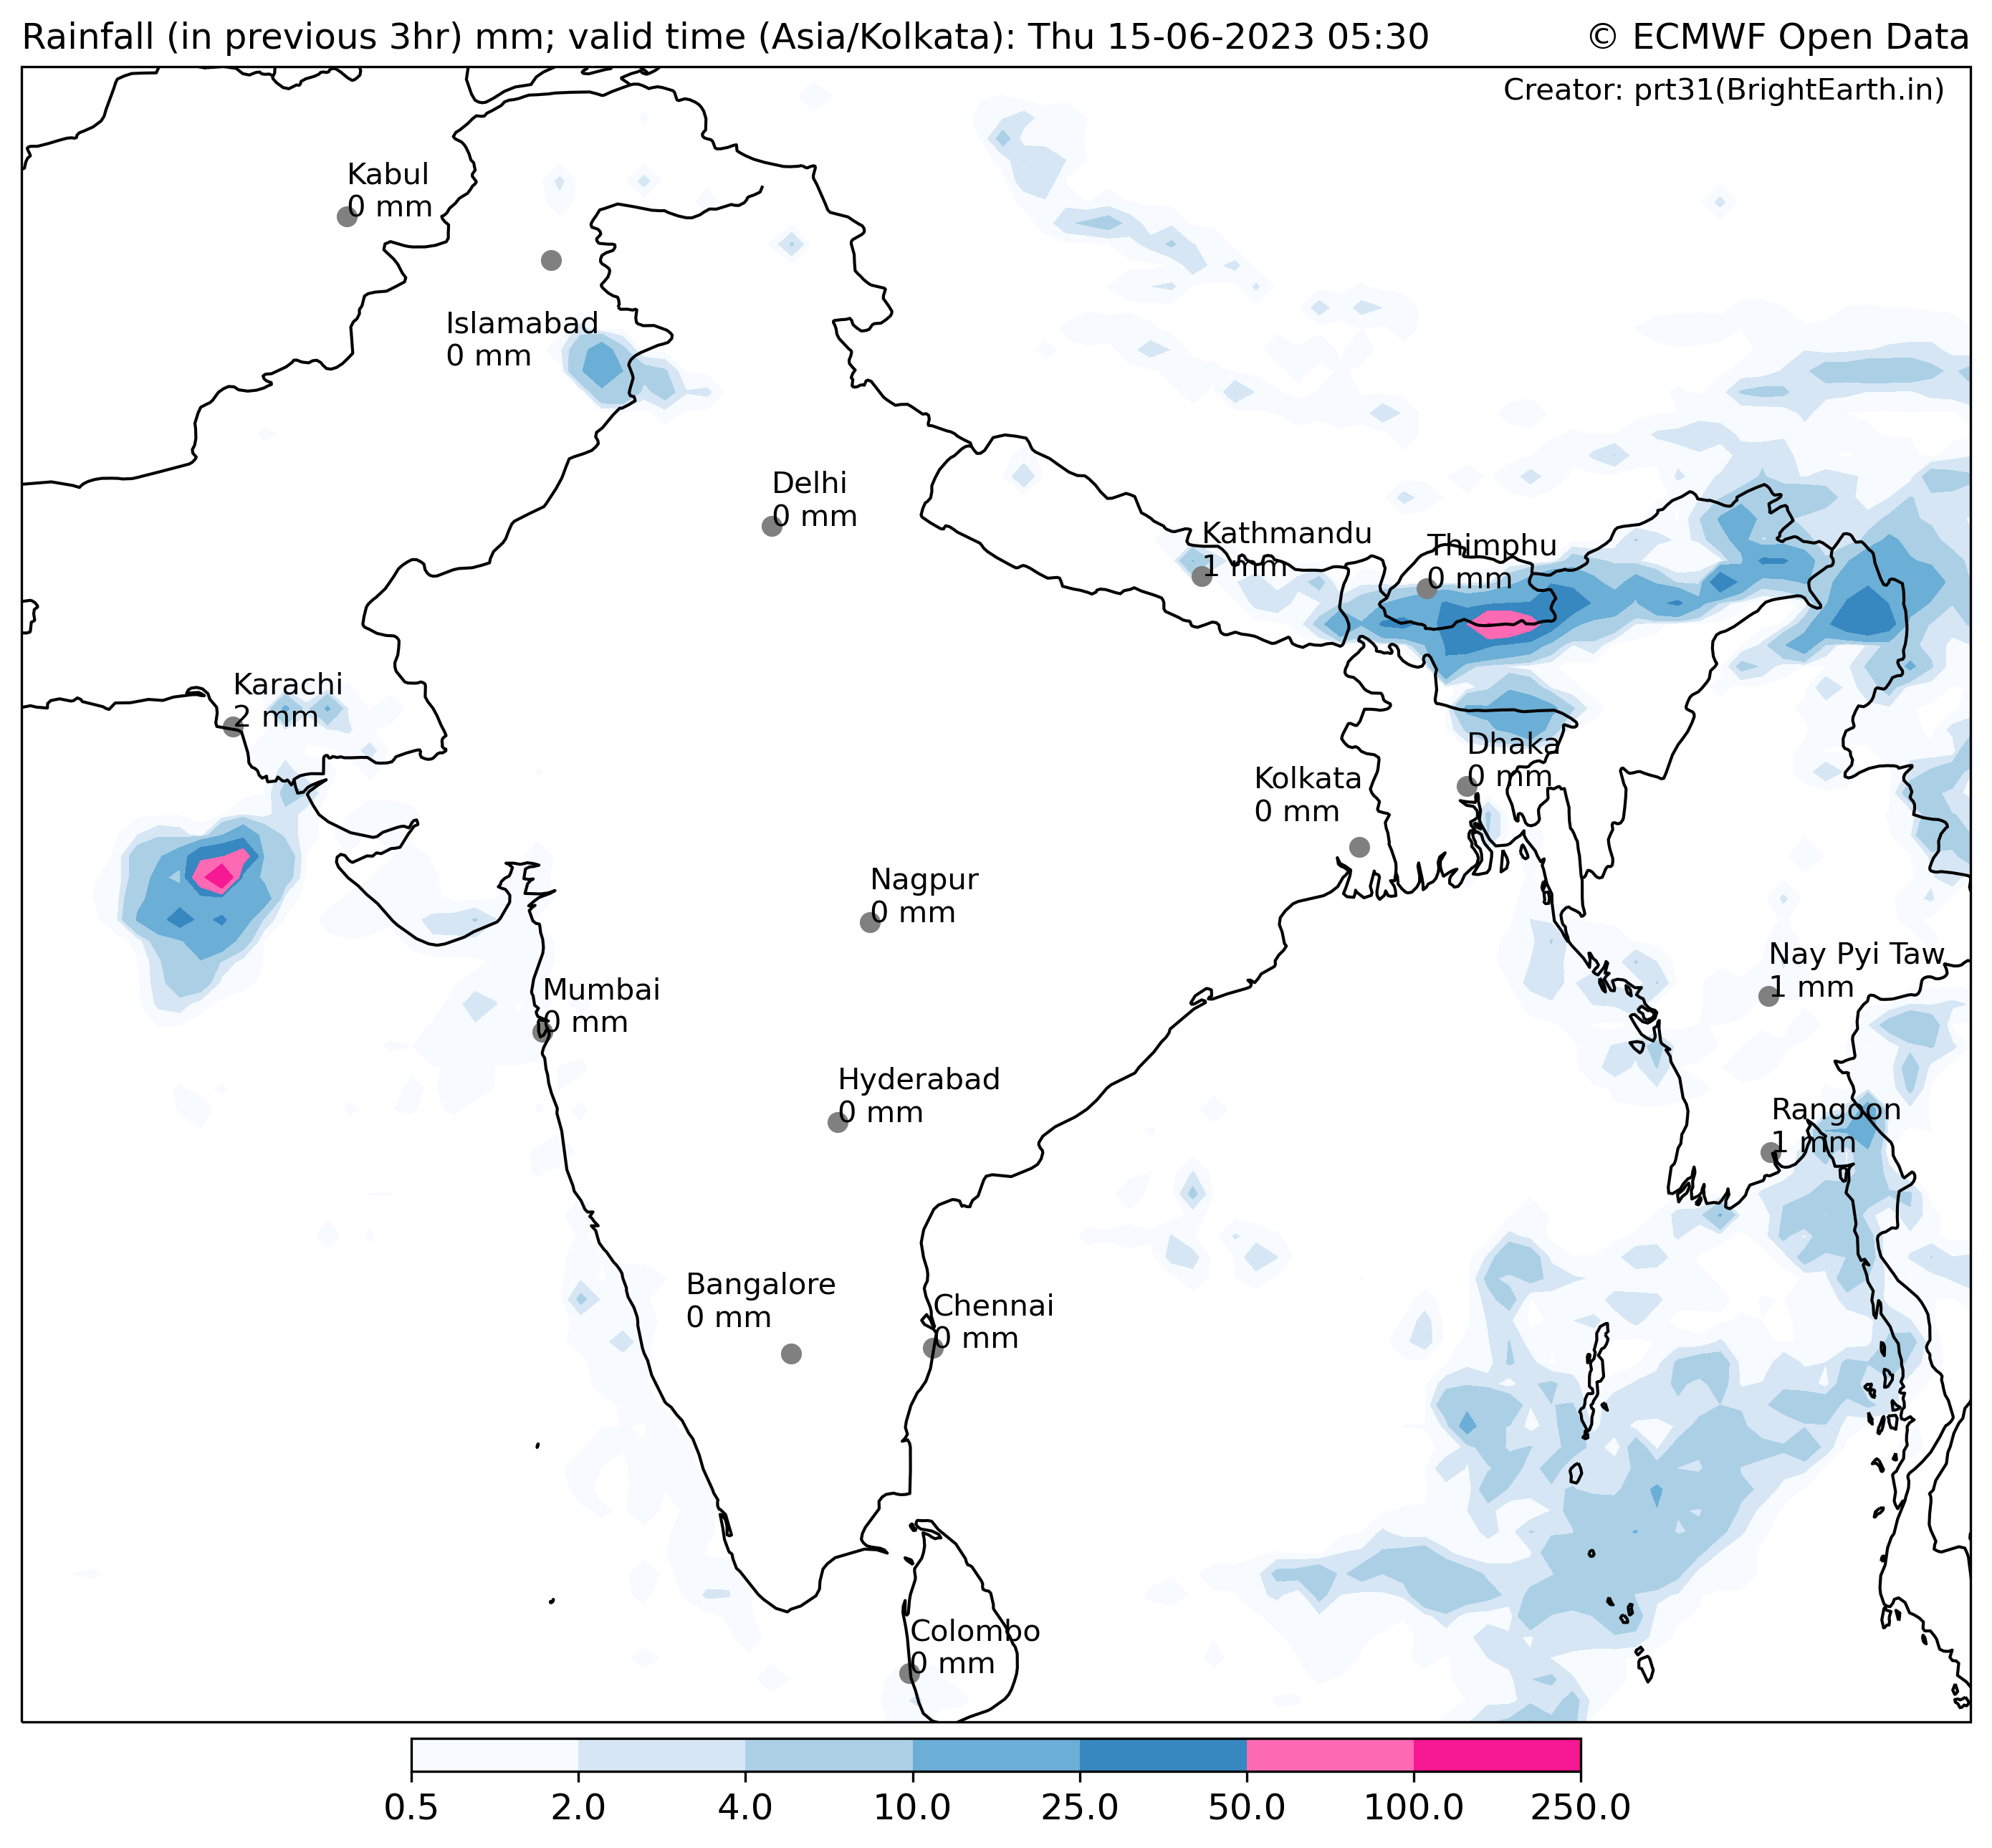 Rainfall (in previous 3hr) mm; valid time (Asia/Kolkata): Thu 15-06-2023 05:30
© ECMWF Open Data
Creator: prt31(BrightEarth.in)
Kabul
0 mm
Islamabad
0 mm
Delhi
0 mm
Kathmandu
1 mm
Thimphu
0 mm
Karachi
2 mm
Dhaka
0 mm
Kolkata
0 mm
Nagpur
0 mm
Nay Pyi Taw
1 mm
Mumbai
0 mm
Hyderabad
0 mm
Rangoon
1 mm
Bangalore
0 mm
Chennai
0 mm
Colombo
0 mm
0.5 2.0 4.0 10.0 25.0 50.0 100.0 250.0